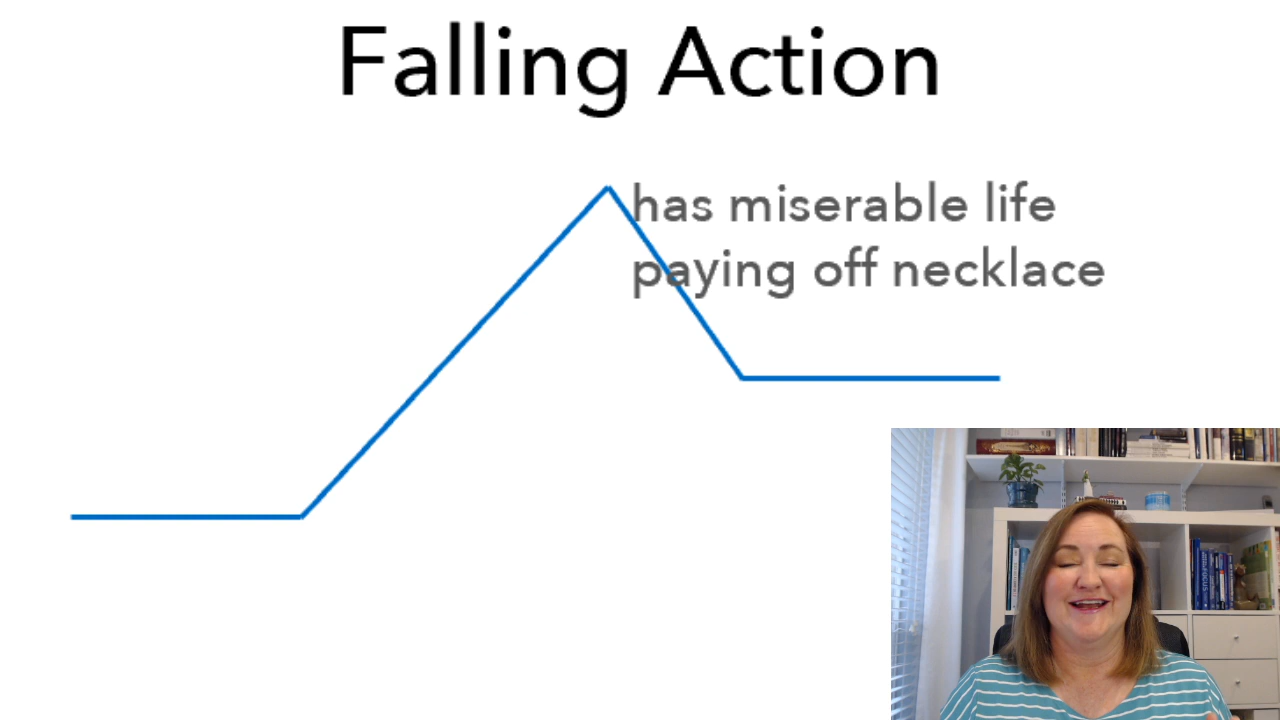 Falling Action
has miserable life
paying off necklace